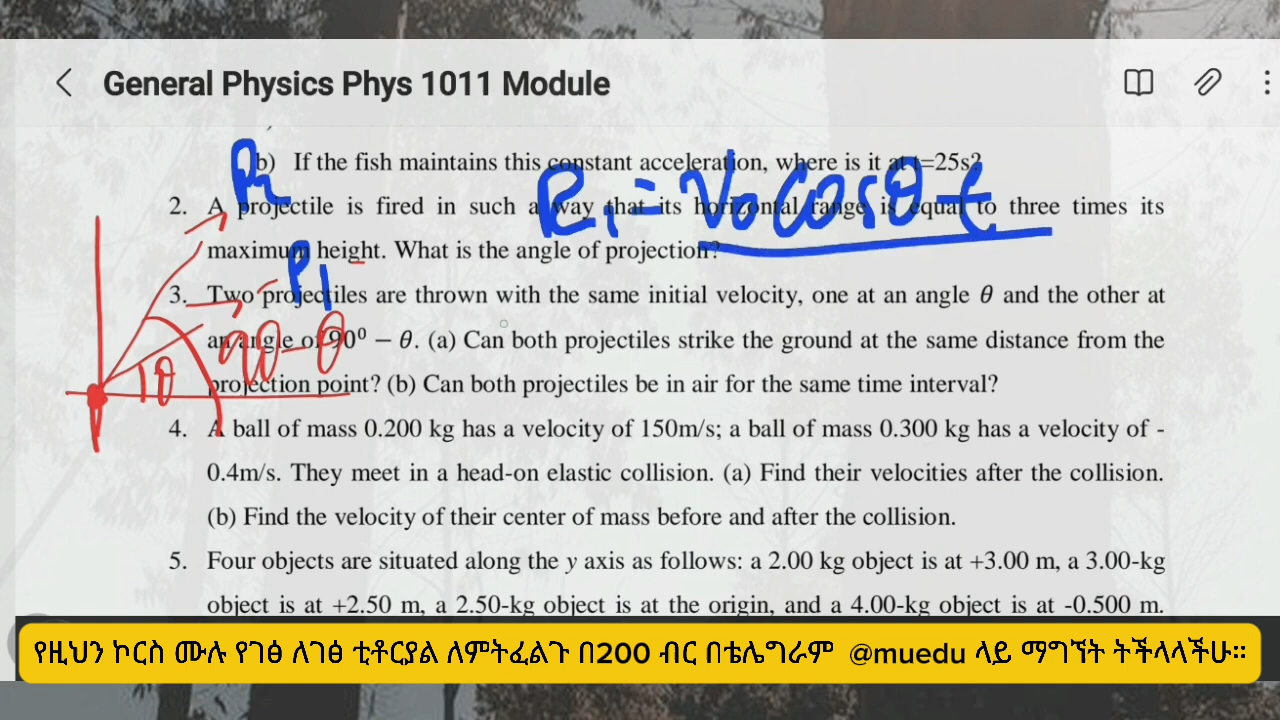 General Physics Phys 1011 Module
b) If the fish maintains this constant acceleration, where is it at t=25s?
P2
R1 = V0 cosθ t
2. A projectile is fired in such a way that its horizontal range is equal to three times its
maximum height. What is the angle of projection?
P1
3. Two projectiles are thrown with the same initial velocity, one at an angle θ and the other at
an angle of 90⁰ − θ. (a) Can both projectiles strike the ground at the same distance from the
90-θ
θ
projection point? (b) Can both projectiles be in air for the same time interval?
4. A ball of mass 0.200 kg has a velocity of 150m/s; a ball of mass 0.300 kg has a velocity of -
0.4m/s. They meet in a head-on elastic collision. (a) Find their velocities after the collision.
(b) Find the velocity of their center of mass before and after the collision.
5. Four objects are situated along the y axis as follows: a 2.00 kg object is at +3.00 m, a 3.00-kg
object is at +2.50 m, a 2.50-kg object is at the origin, and a 4.00-kg object is at -0.500 m.
የዚህን ኮርስ ሙሉ የገፅ ለገፅ ቲቶርያል ለምትፈልጉ በ200 ብር በቴሌግራም @muedu ላይ ማግኘት ትችላላችሁ።